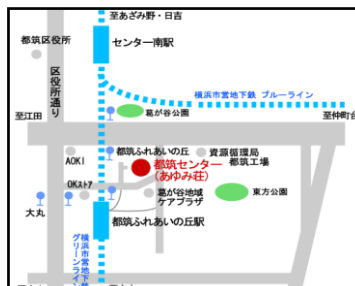 至あざみ野・日吉
都筑区役所
センター南駅
区役所通り
横浜市営地下鉄 ブルーライン
葛が谷公園
至江田
至仲町台
都筑ふれあいの丘
資源循環局
都筑工場
AOKI
都筑センター
(あゆみ荘)
OKストア
葛が谷地域
ケアプラザ
東方公園
大丸
都筑ふれあいの丘駅
横浜市営地下鉄
グリーンライン